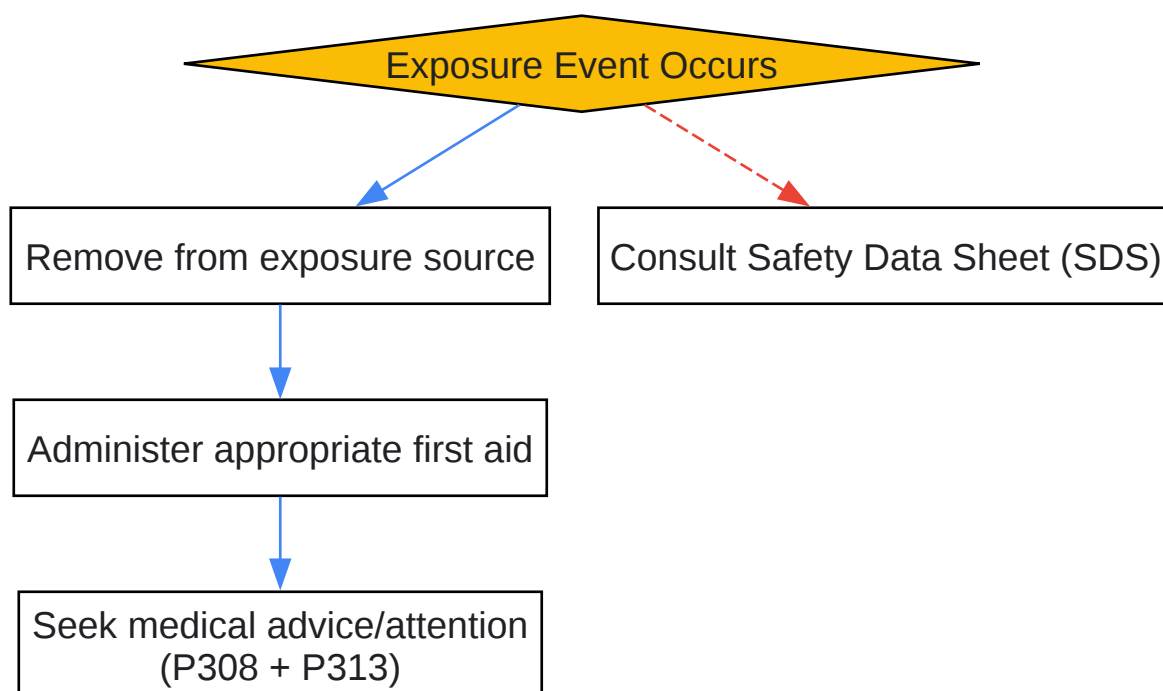 Exposure Event Occurs
Remove from exposure source
Consult Safety Data Sheet (SDS)
Administer appropriate first aid
Seek medical advice/attention
(P308 + P313)